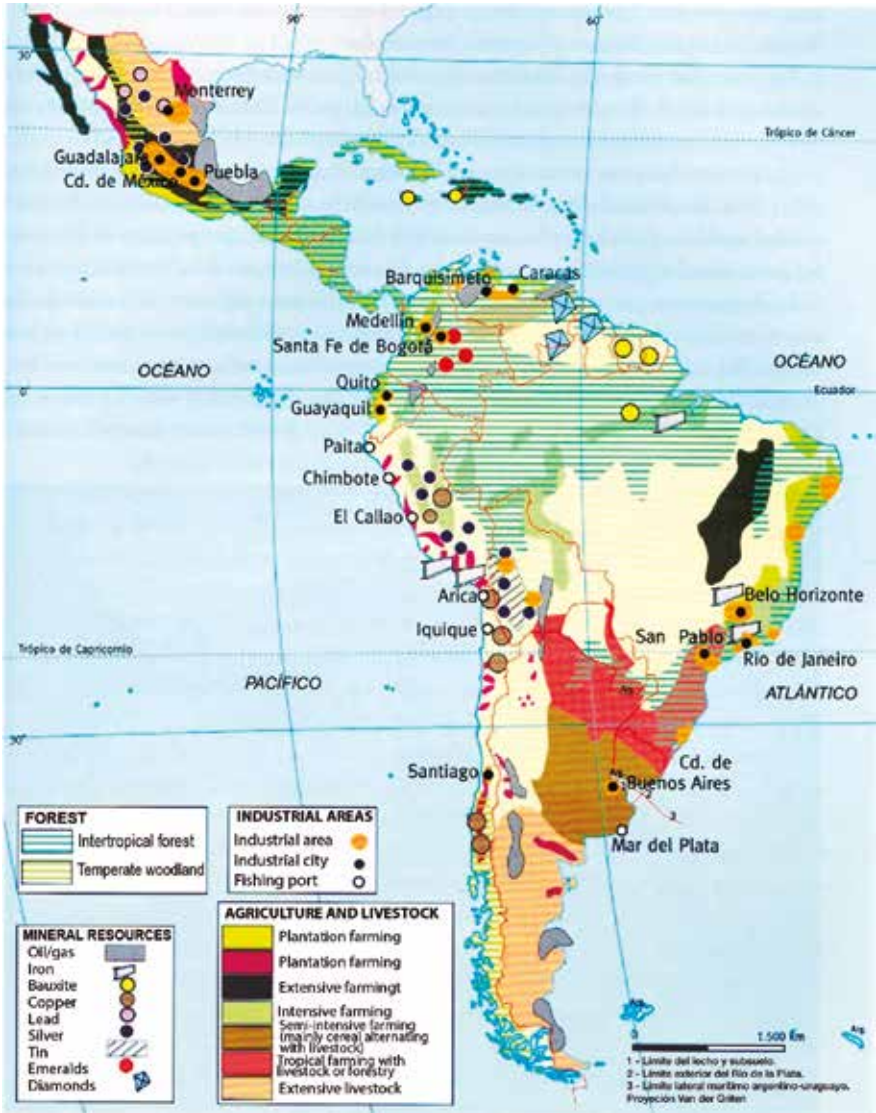 90°
60°
30°
Monterrey
Trópico de Cáncer
Guadalajara
Puebla
Cd. de México
Barquisimeto
Caracas
Medellín
Santa Fe de Bogotá
OCÉANO
OCÉANO
Quito
0°
Ecuador
Guayaquil
Paita
Chimbote
El Callao
Arica
Belo Horizonte
Iquique
San Pablo
Trópico de Capricornio
Río de Janeiro
PACÍFICO
ATLÁNTICO
30°
Santiago
Cd. de
Buenos Aires
2
3
Mar del Plata
FOREST
Intertropical forest
Temperate woodland
INDUSTRIAL AREAS
Industrial area
Industrial city
Fishing port
MINERAL RESOURCES
Oil/gas
Iron
Bauxite
Copper
Lead
Silver
Tin
Emeralds
Diamonds
AGRICULTURE AND LIVESTOCK
Plantation farming
Plantation farming
Extensive farmingt
Intensive farming
Semi-intensive farming
(mainly cereal alternating
with livestock)
Tropical farming with
livestock or forestry
Extensive livestock
0 1.500 Km
1 - Límite del lecho y subsuelo.
2 - Límite exterior del Río de la Plata.
3 - Límite lateral marítimo argentino-uruguayo.
Proyección Van der Grilten